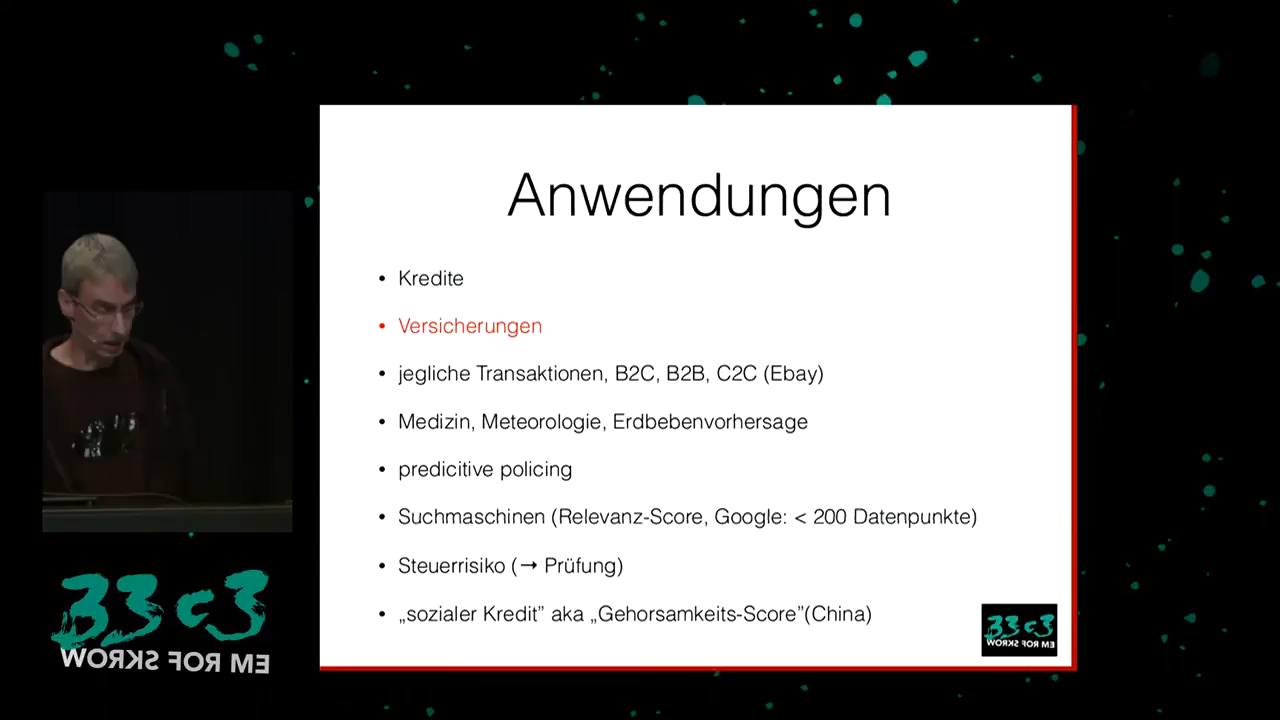 Anwendungen
• Kredite
• Versicherungen
• jegliche Transaktionen, B2C, B2B, C2C (Ebay)
• Medizin, Meteorologie, Erdbebenvorhersage
• predicitive policing
• Suchmaschinen (Relevanz-Score, Google: < 200 Datenpunkte)
• Steuerrisiko (→ Prüfung)
• „sozialer Kredit” aka „Gehorsamkeits-Score”(China)
33c3
WORKS FOR ME
33c3
WORKS FOR ME